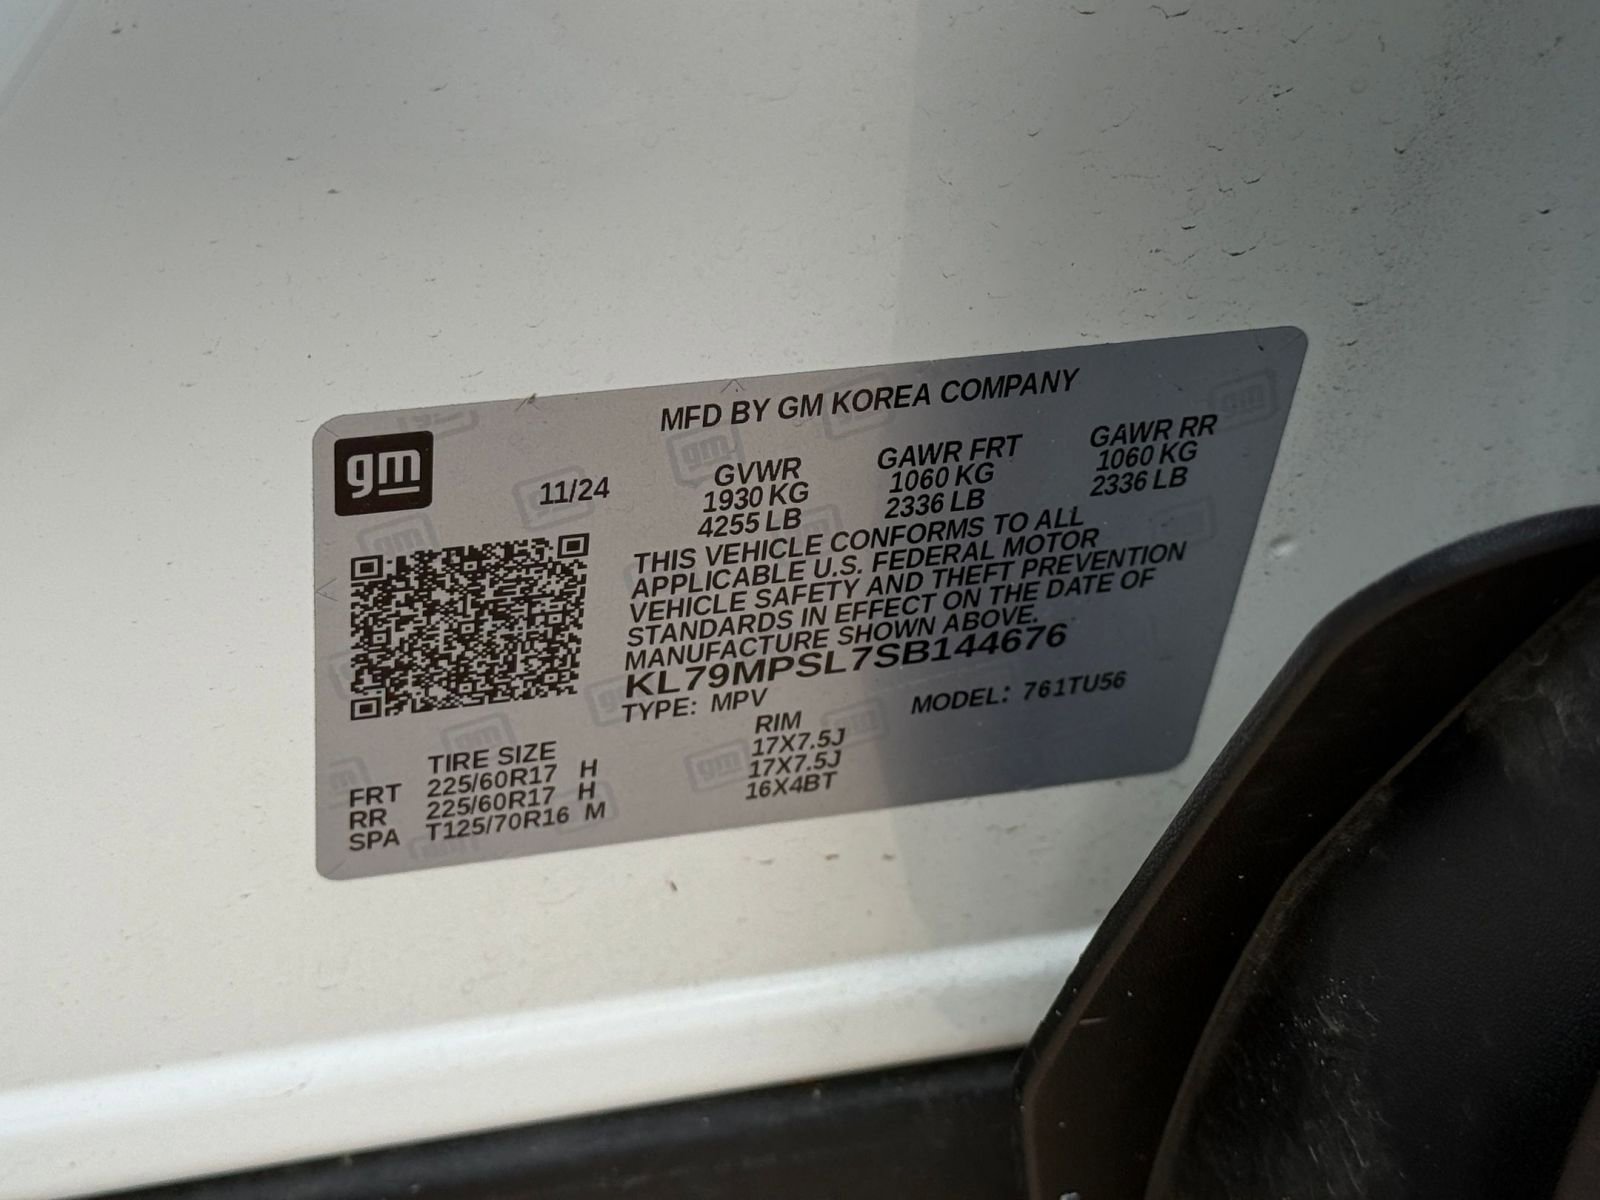 MFD BY GM KOREA COMPANY
gm
11/24
GVWR GAWR FRT GAWR RR
1930 KG 1060 KG 1060 KG
4255 LB 2336 LB 2336 LB
THIS VEHICLE CONFORMS TO ALL
APPLICABLE U.S. FEDERAL MOTOR
VEHICLE SAFETY AND THEFT PREVENTION
STANDARDS IN EFFECT ON THE DATE OF
MANUFACTURE SHOWN ABOVE.
KL79MPSL7SB144676
TYPE: MPV MODEL: 761TU56
TIRE SIZE RIM
FRT 225/60R17 H 17X7.5J
RR 225/60R17 H 17X7.5J
SPA T125/70R16 M 16X4BT